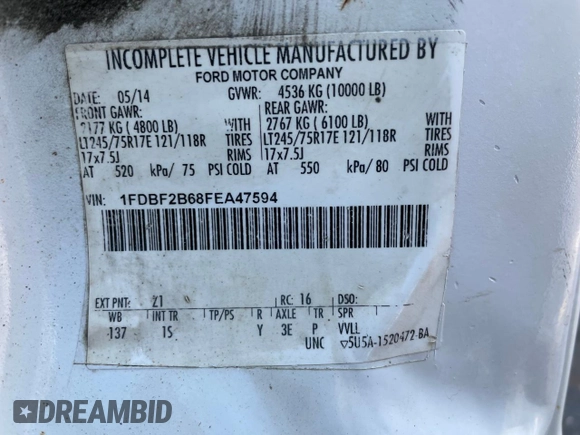 INCOMPLETE VEHICLE MANUFACTURED BY
FORD MOTOR COMPANY
DATE: 05/14 GVWR: 4536 KG (10000 LB)
FRONT GAWR: REAR GAWR:
2177 KG ( 4800 LB) WITH 2767 KG ( 6100 LB) WITH
LT245/75R17E 121/118R TIRES LT245/75R17E 121/118R TIRES
17x7.5J RIMS 17x7.5J RIMS
AT 520 kPa/ 75 PSI COLD AT 550 kPa/ 80 PSI COLD
VIN: 1FDBF2B68FEA47594
EXT PNT: Z1 RC: 16 DSO:
WB INT TR TP/PS R AXLE TR SPR
137 1S Y 3E P VVLL
UNC ▽5U5A-1520472-BA
DREAMBID